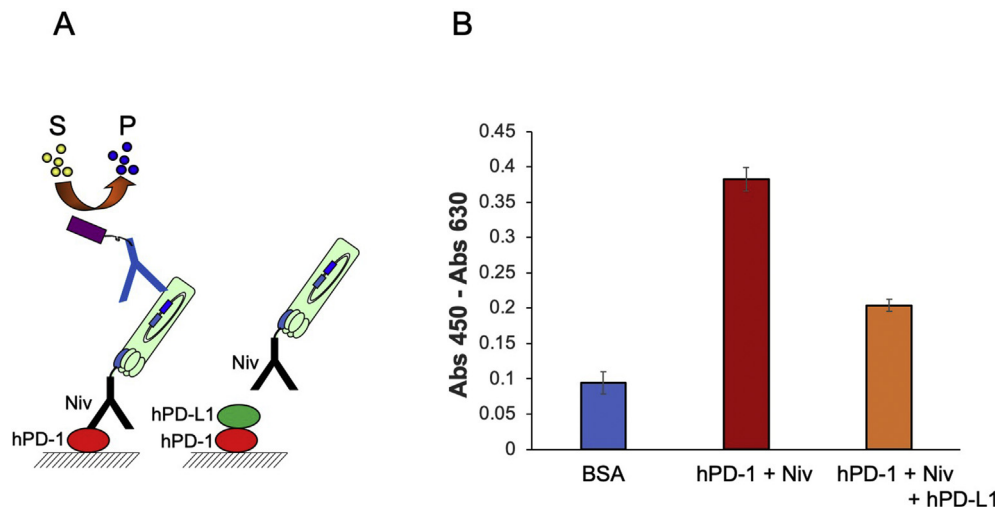 A
S P
Niv
hPD-1
Niv
hPD-L1
hPD-1
B
Abs 450 - Abs 630
0.45
0.4
0.35
0.3
0.25
0.2
0.15
0.1
0.05
0
BSA
hPD-1 + Niv
hPD-1 + Niv
+ hPD-L1